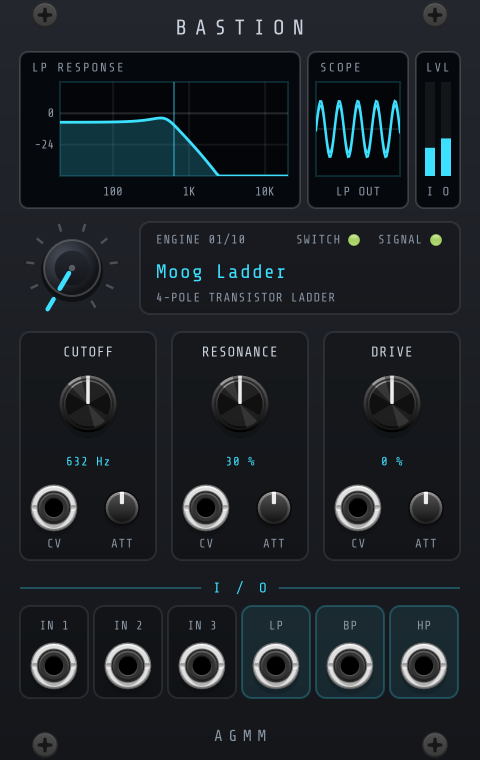 BASTION
LP RESPONSE
0
-24
100 1K 10K
SCOPE
LP OUT
LVL
I O
ENGINE 01/10 SWITCH SIGNAL
Moog Ladder
4-POLE TRANSISTOR LADDER
CUTOFF RESONANCE DRIVE
632 Hz 30 % 0 %
CV ATT CV ATT CV ATT
I / O
IN 1 IN 2 IN 3 LP BP HP
AGMM